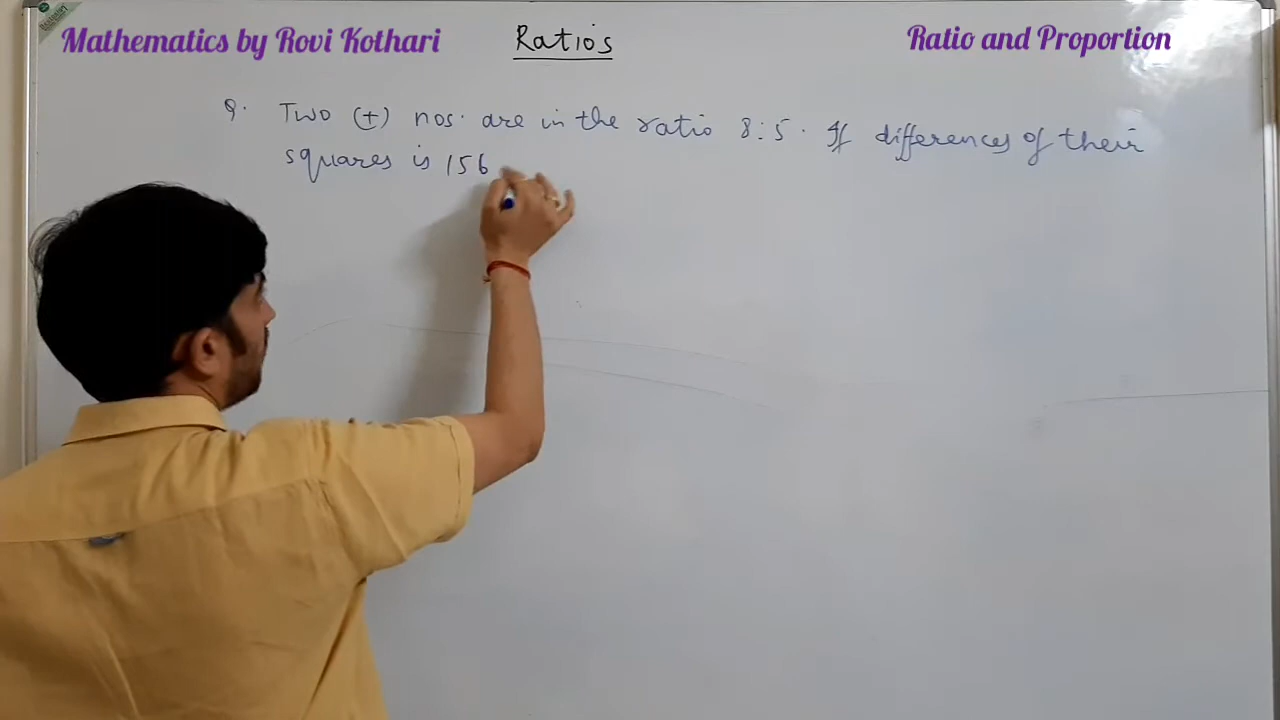 Mathematics by Rovi Kothari
Ratios
Ratio and Proportion
Q. Two (+) nos. are in the ratio 8:5. If differences of their
squares is 156